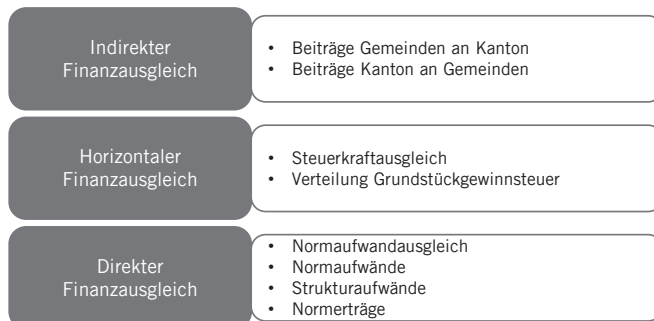 Indirekter
Finanzausgleich
• Beiträge Gemeinden an Kanton
• Beiträge Kanton an Gemeinden
Horizontaler
Finanzausgleich
• Steuerkraftausgleich
• Verteilung Grundstückgewinnsteuer
Direkter
Finanzausgleich
• Normaufwandausgleich
• Normaufwände
• Strukturaufwände
• Normerträge